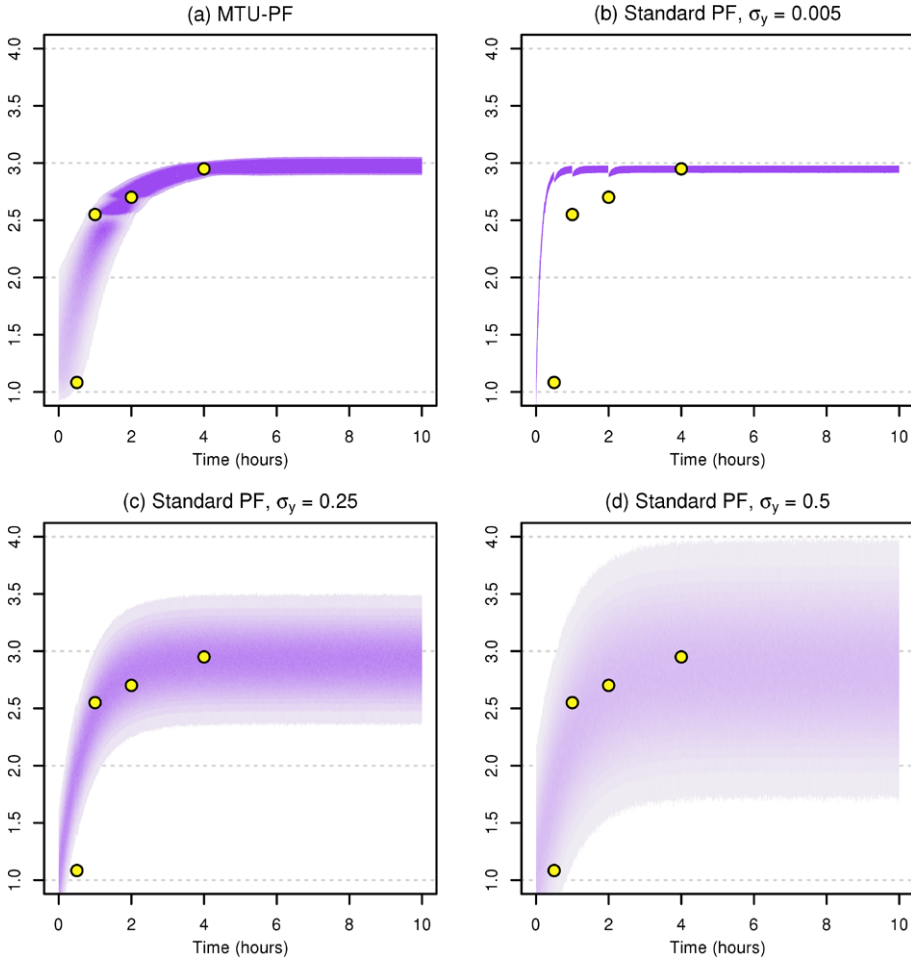 (a) MTU-PF
4.0
3.5
3.0
2.5
2.0
1.5
1.0
0 2 4 6 8 10
Time (hours)
(b) Standard PF, σy = 0.005
4.0
3.5
3.0
2.5
2.0
1.5
1.0
0 2 4 6 8 10
Time (hours)
(c) Standard PF, σy = 0.25
4.0
3.5
3.0
2.5
2.0
1.5
1.0
0 2 4 6 8 10
Time (hours)
(d) Standard PF, σy = 0.5
4.0
3.5
3.0
2.5
2.0
1.5
1.0
0 2 4 6 8 10
Time (hours)